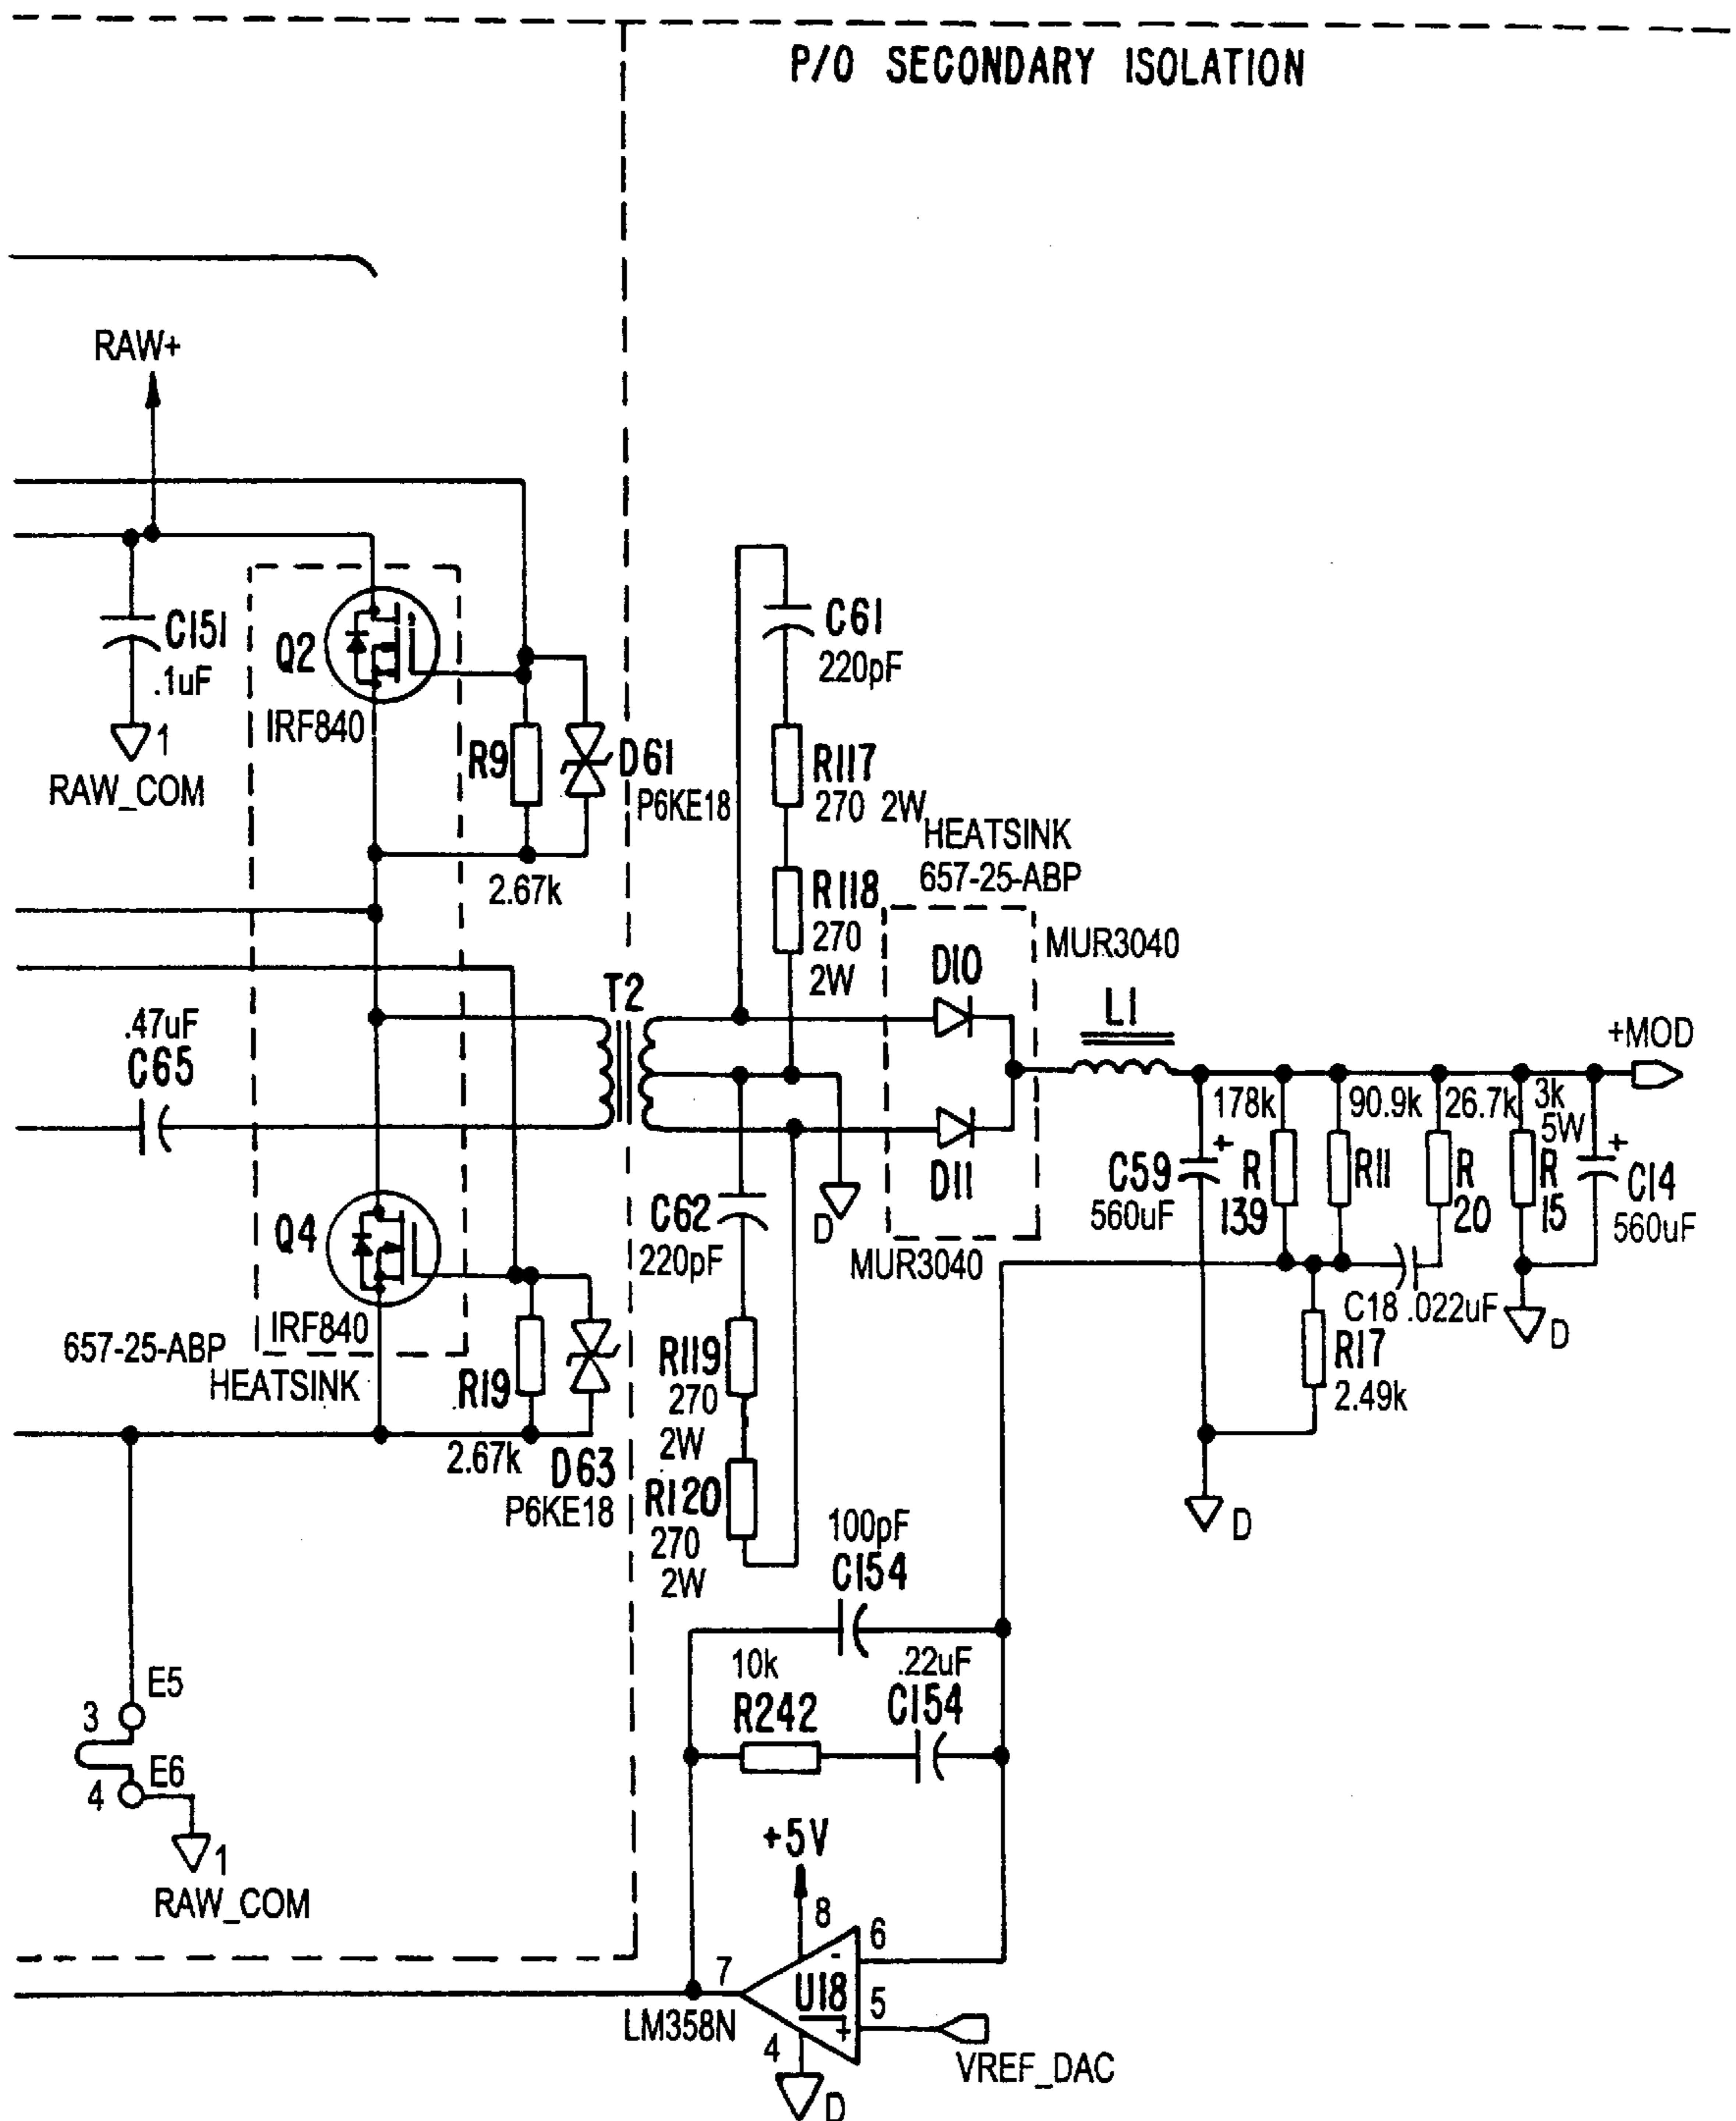 P/O SECONDARY ISOLATION
RAW+
C151
.1uF
1
RAW_COM
Q2
IRF840
R9
2.67k
D61
P6KE18
C61
220pF
R117
270 2W
R118
270
2W
HEATSINK
657-25-ABP
MUR3040
D10
D11
MUR3040
T2
.47uF
C65
L1
+MOD
178k
90.9k
26.7k
3k
5W
C59
560uF
+
R
139
R11
R
20
R
15
+
C14
560uF
C18 .022uF
D
R17
2.49k
D
D
C62
220pF
R119
270
2W
R120
270
2W
Q4
IRF840
657-25-ABP
HEATSINK
R19
2.67k
D63
P6KE18
100pF
C154
10k
R242
.22uF
C154
E5
3
E6
4
1
RAW_COM
+5V
8
6
-
7
U18
5
+
LM358N
4
D
VREF_DAC